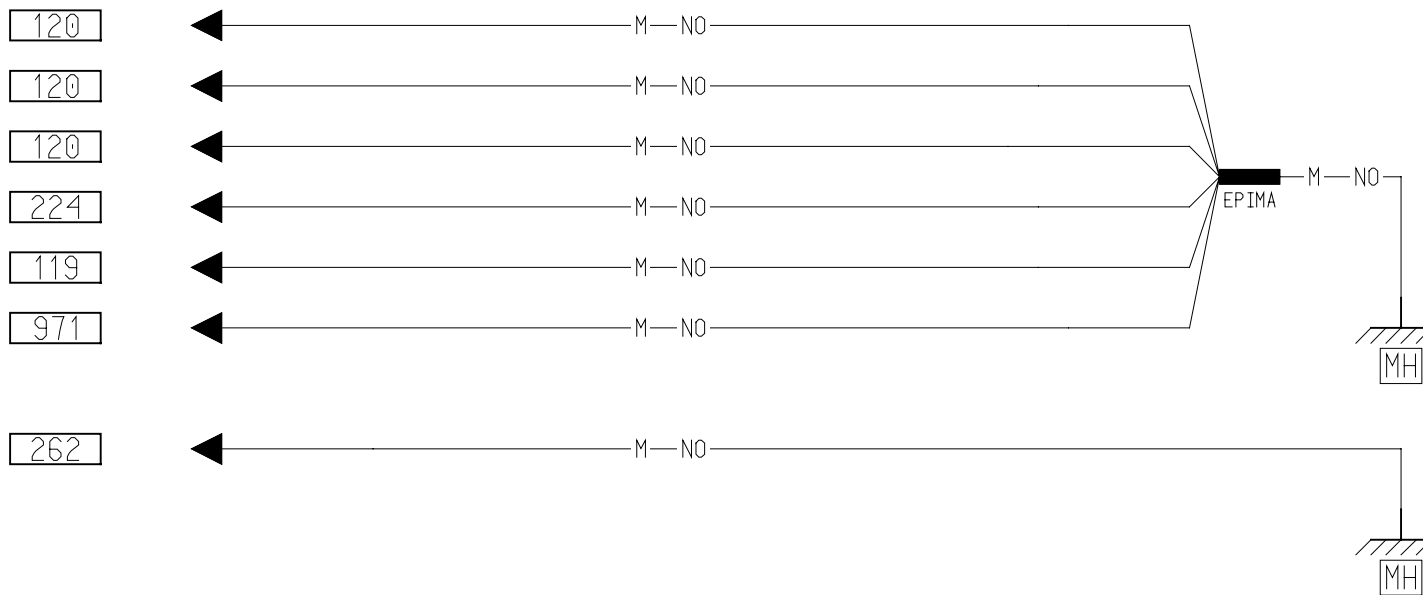 120 M NO
120 M NO
120 M NO
M NO
224 M NO
EPIMA
119 M NO
971 M NO
MH
262 M NO
MH